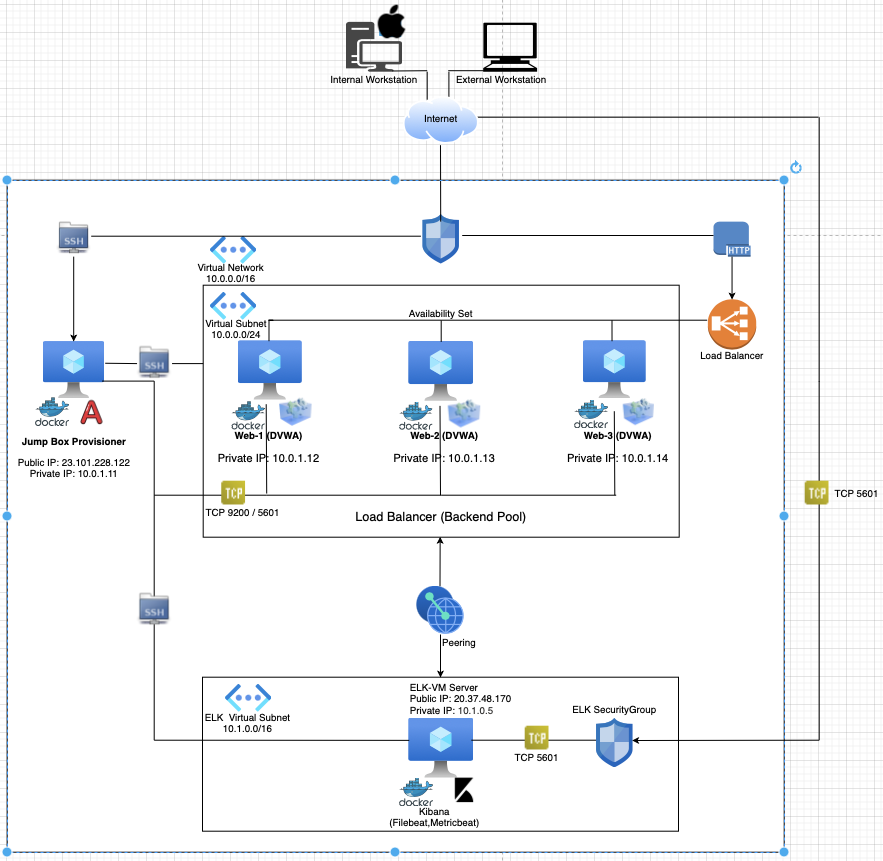 Internal Workstation
External Workstation
Internet
SSH
HTTP
Virtual Network
10.0.0.0/16
Virtual Subnet
10.0.0.0/24
Availability Set
Load Balancer
SSH
docker
A
Jump Box Provisioner
Public IP: 23.101.228.122
Private IP: 10.0.1.11
docker
Web-1 (DVWA)
Private IP: 10.0.1.12
docker
Web-2 (DVWA)
Private IP: 10.0.1.13
docker
Web-3 (DVWA)
Private IP: 10.0.1.14
TCP
TCP 9200 / 5601
Load Balancer (Backend Pool)
TCP
TCP 5601
SSH
Peering
ELK Virtual Subnet
10.1.0.0/16
ELK-VM Server
Public IP: 20.37.48.170
Private IP: 10.1.0.5
TCP
TCP 5601
ELK SecurityGroup
docker
Kibana
(Filebeat,Metricbeat)